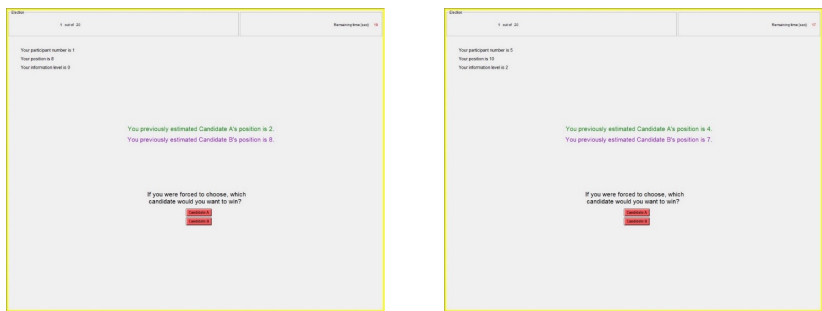 Election
1 out of 20
Remaining time [sec]: 18
Your participant number is 1
Your position is 8
Your information level is 0
You previously estimated Candidate A's position is 2.
You previously estimated Candidate B's position is 8.
If you were forced to choose, which
candidate would you want to win?
Candidate A
Candidate B
Election
1 out of 20
Remaining time [sec]: 17
Your participant number is 5
Your position is 10
Your information level is 2
You previously estimated Candidate A's position is 4.
You previously estimated Candidate B's position is 7.
If you were forced to choose, which
candidate would you want to win?
Candidate A
Candidate B